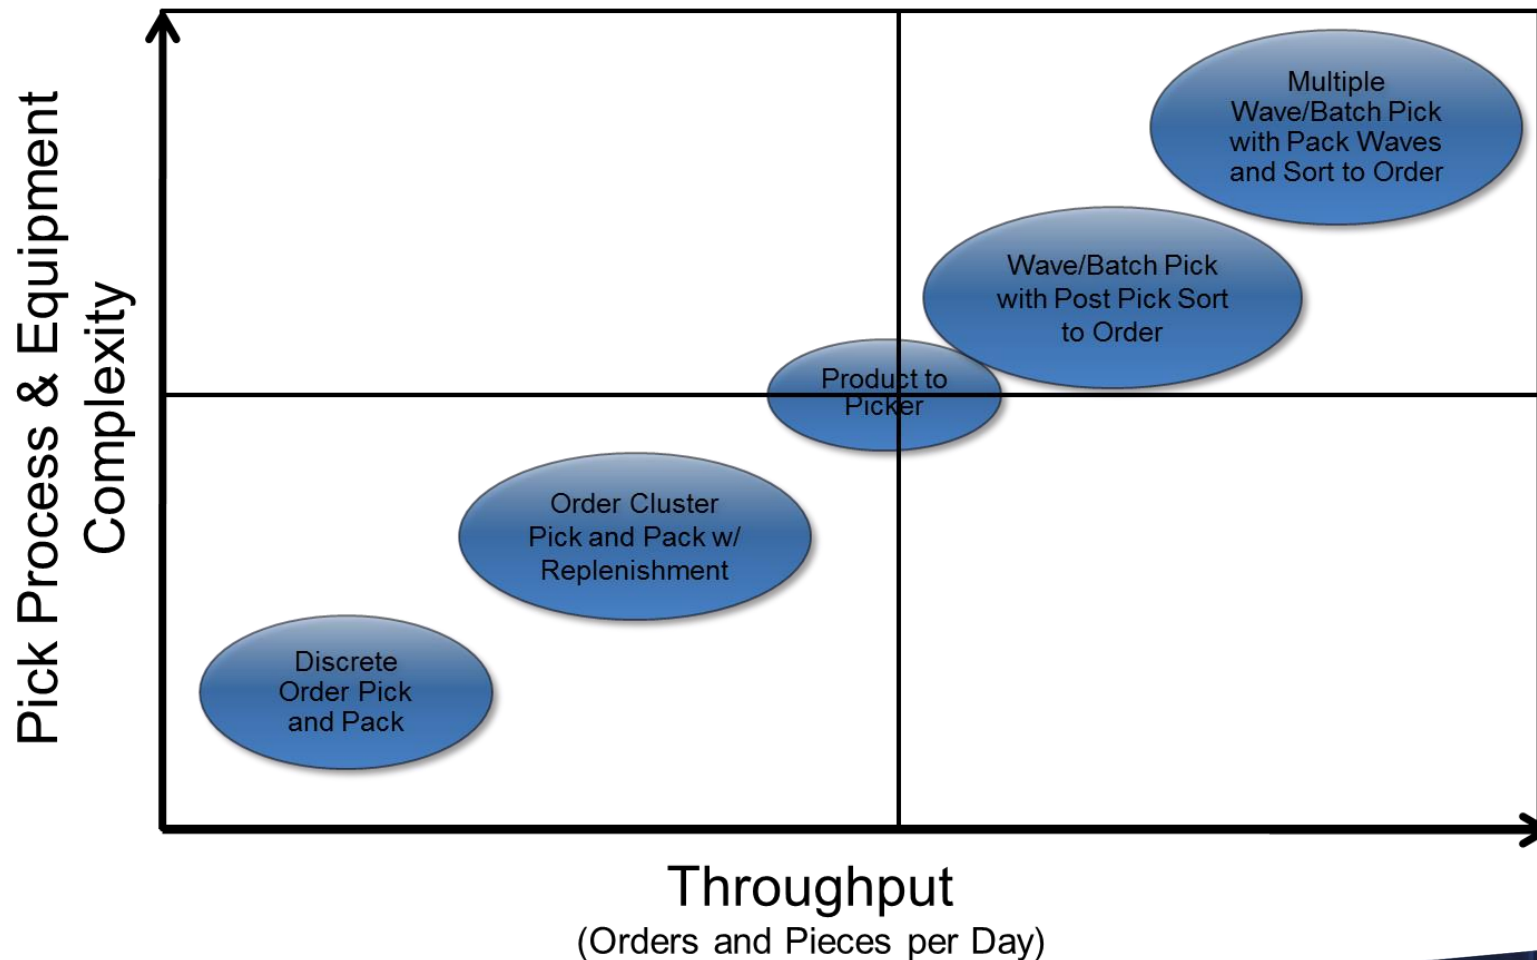 Pick Process & Equipment
Complexity
Multiple
Wave/Batch Pick
with Pack Waves
and Sort to Order
Wave/Batch Pick
with Post Pick Sort
to Order
Product to
Picker
Order Cluster
Pick and Pack w/
Replenishment
Discrete
Order Pick
and Pack
Throughput
(Orders and Pieces per Day)